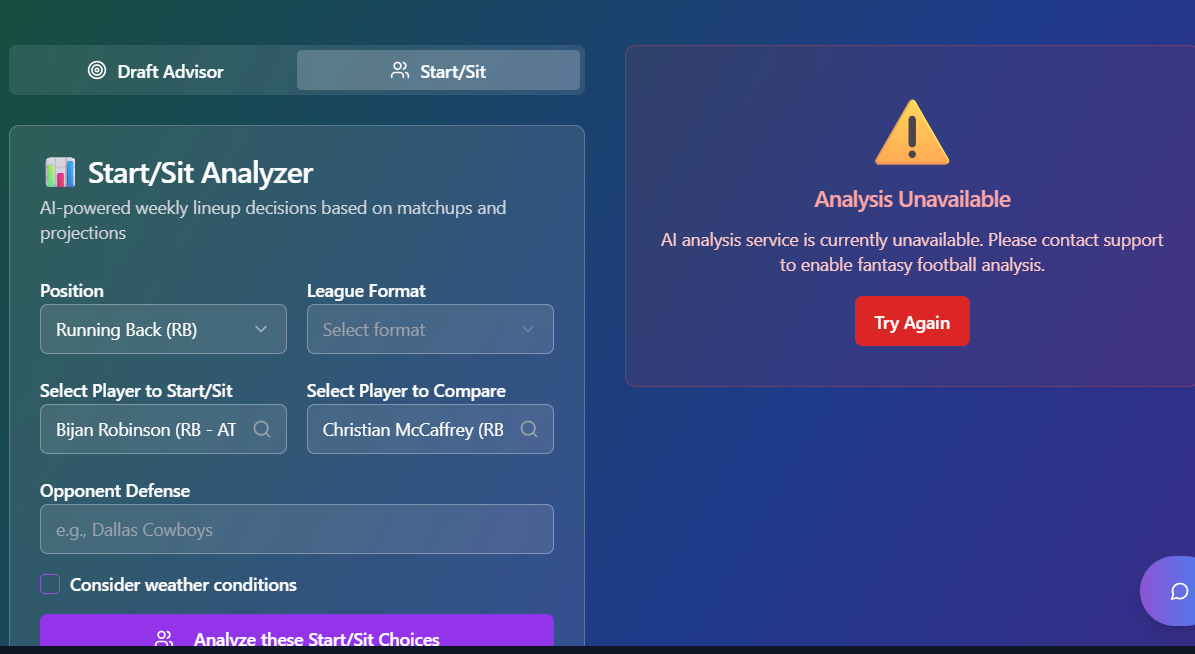 Draft Advisor
Start/Sit
Start/Sit Analyzer
AI-powered weekly lineup decisions based on matchups and
projections
Position
League Format
Running Back (RB)
Select format
Select Player to Start/Sit
Select Player to Compare
Bijan Robinson (RB - AT
Christian McCaffrey (RB
Opponent Defense
e.g., Dallas Cowboys
Consider weather conditions
Analyze these Start/Sit Choices
Analysis Unavailable
AI analysis service is currently unavailable. Please contact support
to enable fantasy football analysis.
Try Again